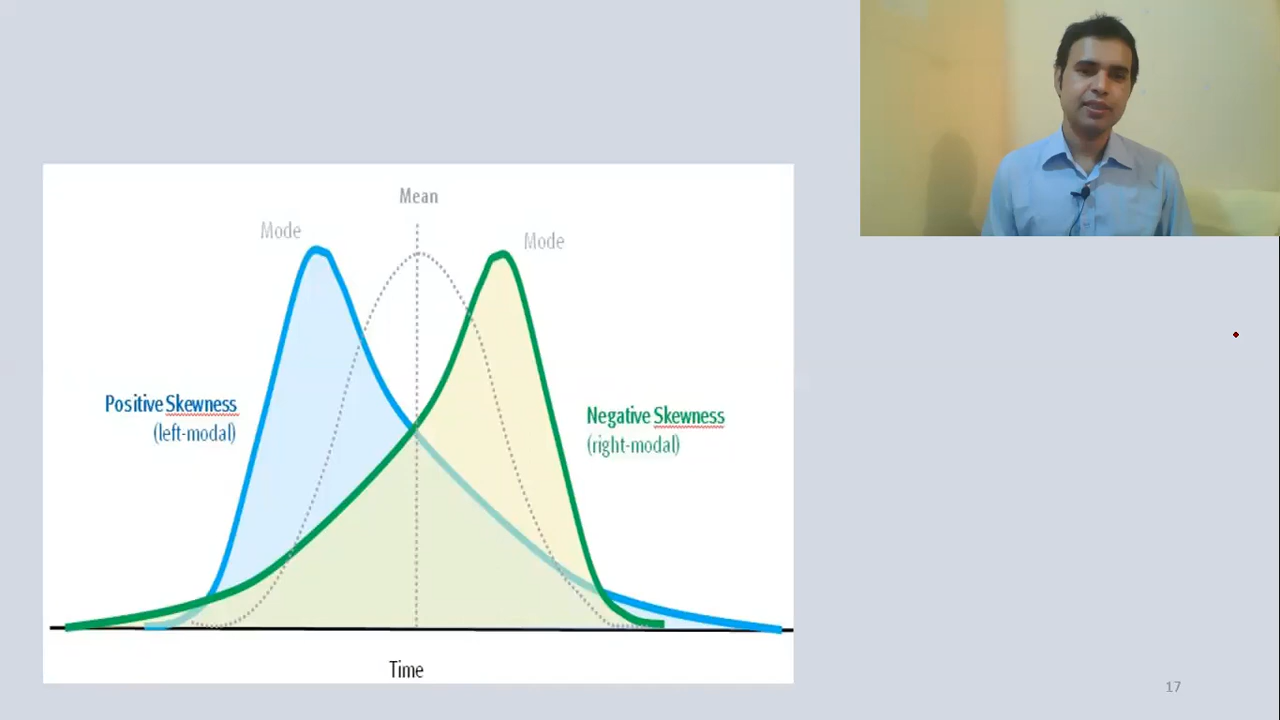 Mean
Mode
Mode
Positive Skewness
(left-modal)
Negative Skewness
(right-modal)
Time
17